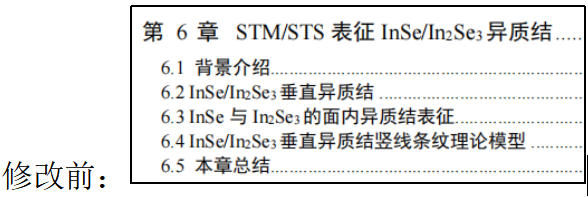 第 6 章 STM/STS 表征 InSe/In2Se3 异质结.....
6.1 背景介绍..........................................................
6.2 InSe/In2Se3 垂直异质结 ......................................
6.3 InSe 与 In2Se3 的面内异质结表征........................
6.4 InSe/In2Se3 垂直异质结竖线条纹理论模型 ..........
6.5 本章总结..........................................................
修改前：